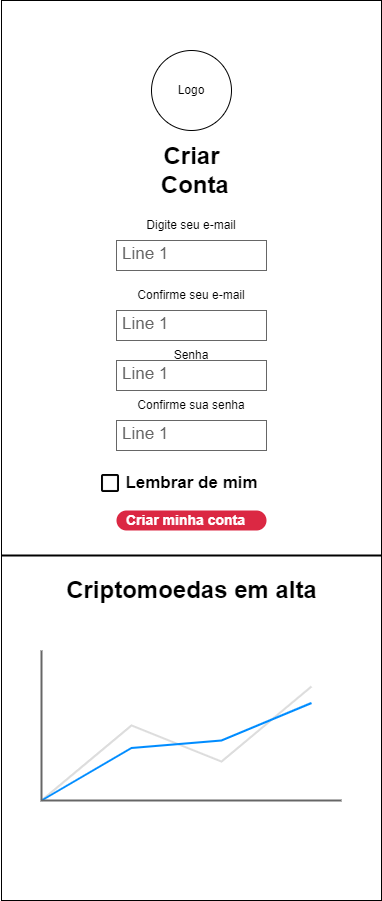 Logo
Criar
Conta
Digite seu e-mail
Line 1
Confirme seu e-mail
Line 1
Senha
Line 1
Confirme sua senha
Line 1
Lembrar de mim
Criar minha conta
Criptomoedas em alta